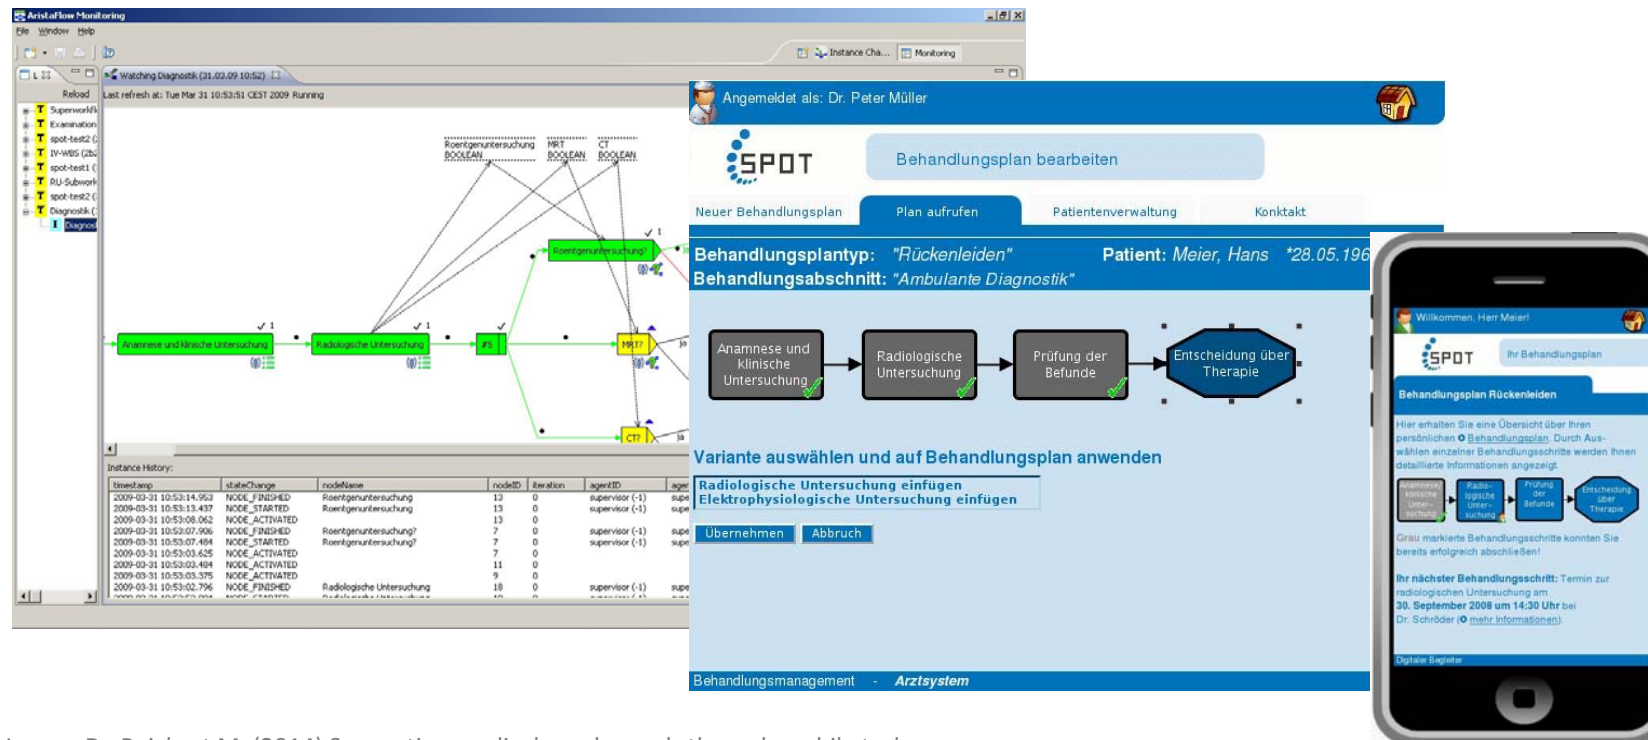 AristaFlow Monitoring
File Window Help
Instance Cha... Monitoring
L
Watching Diagnostik (31.03.09 10:52)
Reload
Last refresh at: Tue Mar 31 10:53:51 CEST 2009 Running
T Superworkfl
T Examination
T spot-test2 (
T IV-WBS (2b2
T spot-test1 (
T RU-Subwork
T spot-test2 (
T Diagnostik (
I Diagnos
Roentgenuntersuchung MRT CT
BOOLEAN BOOLEAN BOOLEAN
1
Roentgenuntersuchung?
1
Anamnese und klinische Untersuchung
1
Radiologische Untersuchung
#5
MRT?
ja
CT?
ja
Instance History:
timestamp stateChange nodeName nodeID iteration agentID
2009-03-31 10:53:14.953 NODE_FINISHED Roentgenuntersuchung 13 0 supervisor (-1) supe
2009-03-31 10:53:13.437 NODE_STARTED Roentgenuntersuchung 13 0 supervisor (-1) supe
2009-03-31 10:53:08.062 NODE_ACTIVATED 13 0
2009-03-31 10:53:07.906 NODE_FINISHED Roentgenuntersuchung? 7 0 supervisor (-1) supe
2009-03-31 10:53:07.484 NODE_STARTED Roentgenuntersuchung? 7 0 supervisor (-1) supe
2009-03-31 10:53:03.625 NODE_ACTIVATED 7 0
2009-03-31 10:53:03.484 NODE_ACTIVATED 11 0
2009-03-31 10:53:03.375 NODE_ACTIVATED 9 0
2009-03-31 10:53:02.796 NODE_FINISHED Radiologische Untersuchung 18 0 supervisor (-1) supe
Angemeldet als: Dr. Peter Müller
SPOT
Behandlungsplan bearbeiten
Neuer Behandlungsplan Plan aufrufen Patientenverwaltung Konktakt
Behandlungsplantyp: "Rückenleiden" Patient: Meier, Hans *28.05.196
Behandlungsabschnitt: "Ambulante Diagnostik"
Anamnese und
klinische
Untersuchung
Radiologische
Untersuchung
Prüfung der
Befunde
Entscheidung über
Therapie
Variante auswählen und auf Behandlungsplan anwenden
Radiologische Untersuchung einfügen
Elektrophysiologische Untersuchung einfügen
Übernehmen Abbruch
Behandlungsmanagement - Arztsystem
Willkommen, Herr Meier!
SPOT
Ihr Behandlungsplan
Behandlungsplan Rückenleiden
Hier erhalten Sie eine Übersicht über Ihren
persönlichen Behandlungsplan. Durch Aus-
wählen einzelner Behandlungsschritte werden Ihnen
detaillierte Informationen angezeigt.
Anamnese/
klinische
Unter-
suchung
Radio-
logische
Unter-
suchung
Prüfung
der
Befunde
Entscheidung
über
Therapie
Grau markierte Behandlungsschritte konnten Sie
bereits erfolgreich abschließen!
Ihr nächster Behandlungsschritt: Termin zur
radiologischen Untersuchung am
30. September 2008 um 14:30 Uhr bei
Dr. Schröder (mehr Informationen).
Digitaler Begleiter